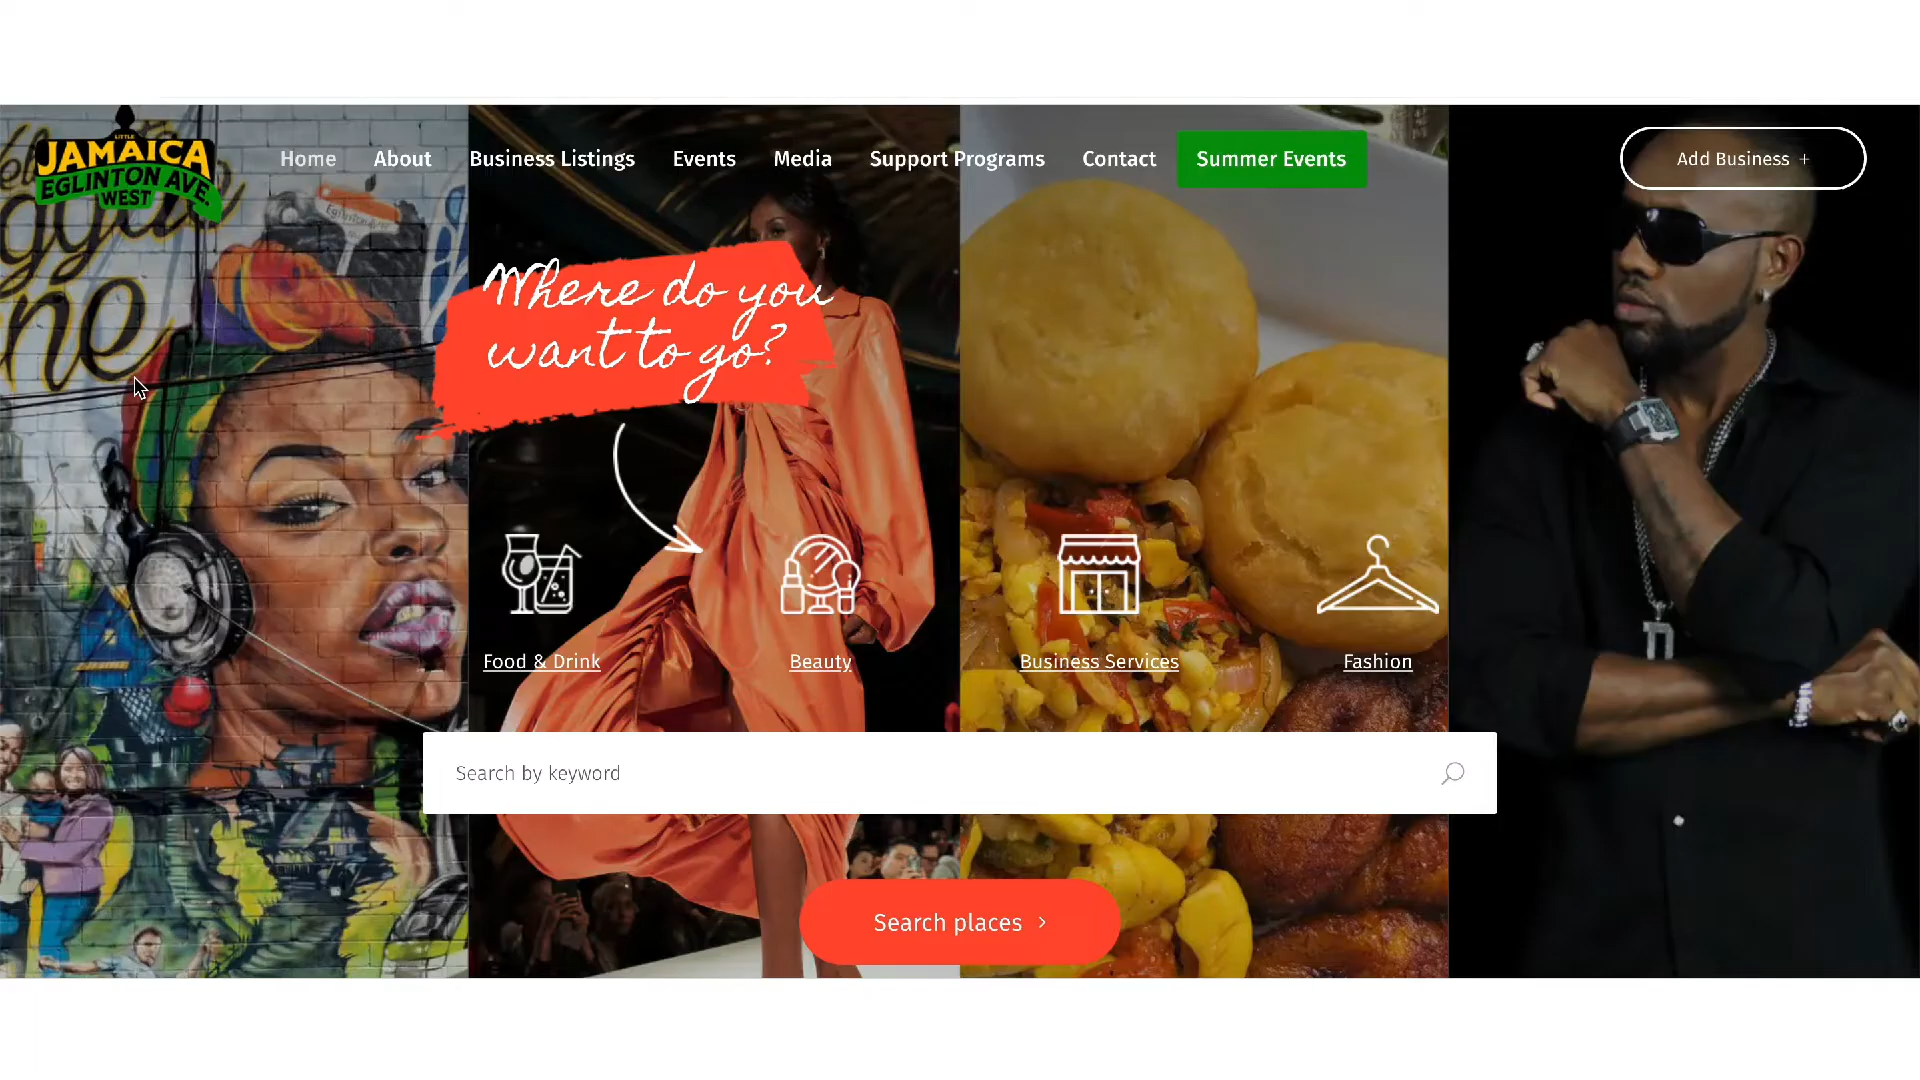 LITTLE
JAMAICA
EGLINTON AVE.
WEST
Home
About
Business Listings
Events
Media
Support Programs
Contact
Summer Events
Add Business +
Where do you
want to go?
Food & Drink
Beauty
Business Services
Fashion
Search by keyword
Search places >